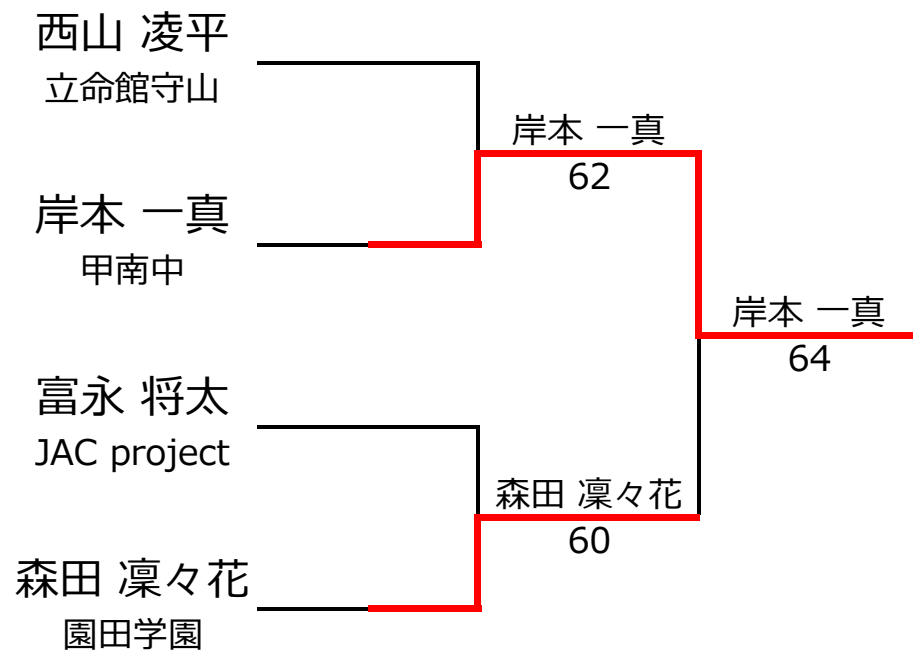 西山 凌平
立命館守山
岸本 一真
62
岸本 一真
甲南中
岸本 一真
64
富永 将太
JAC project
森田 凜々花
60
森田 凜々花
園田学園